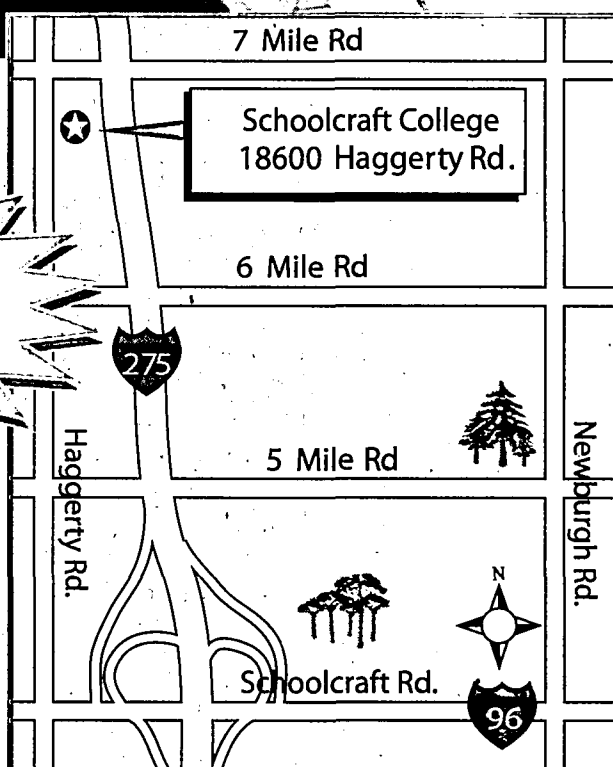 7 Mile Rd
Schoolcraft College
18600 Haggerty Rd.
6 Mile Rd
275
5 Mile Rd
Haggerty Rd.
Newburgh Rd.
N
Schoolcraft Rd.
96